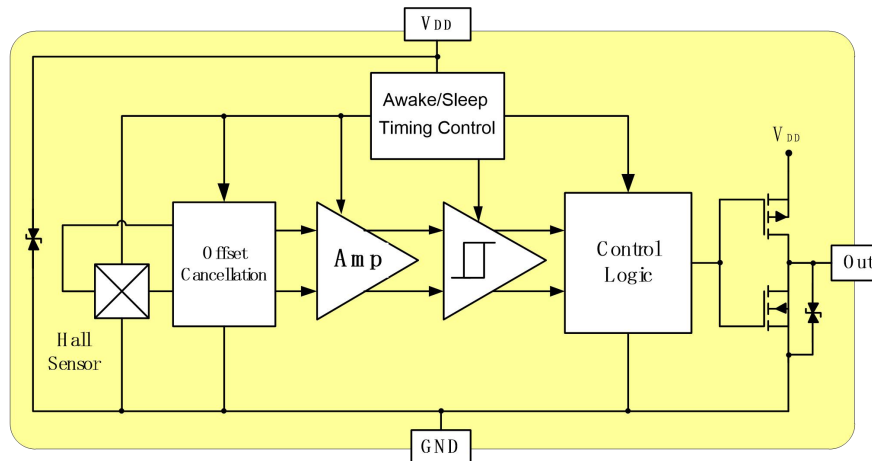 VDD
Awake/Sleep
Timing Control
VDD
Offset
Cancellation
Amp
Control
Logic
Out
Hall
Sensor
GND